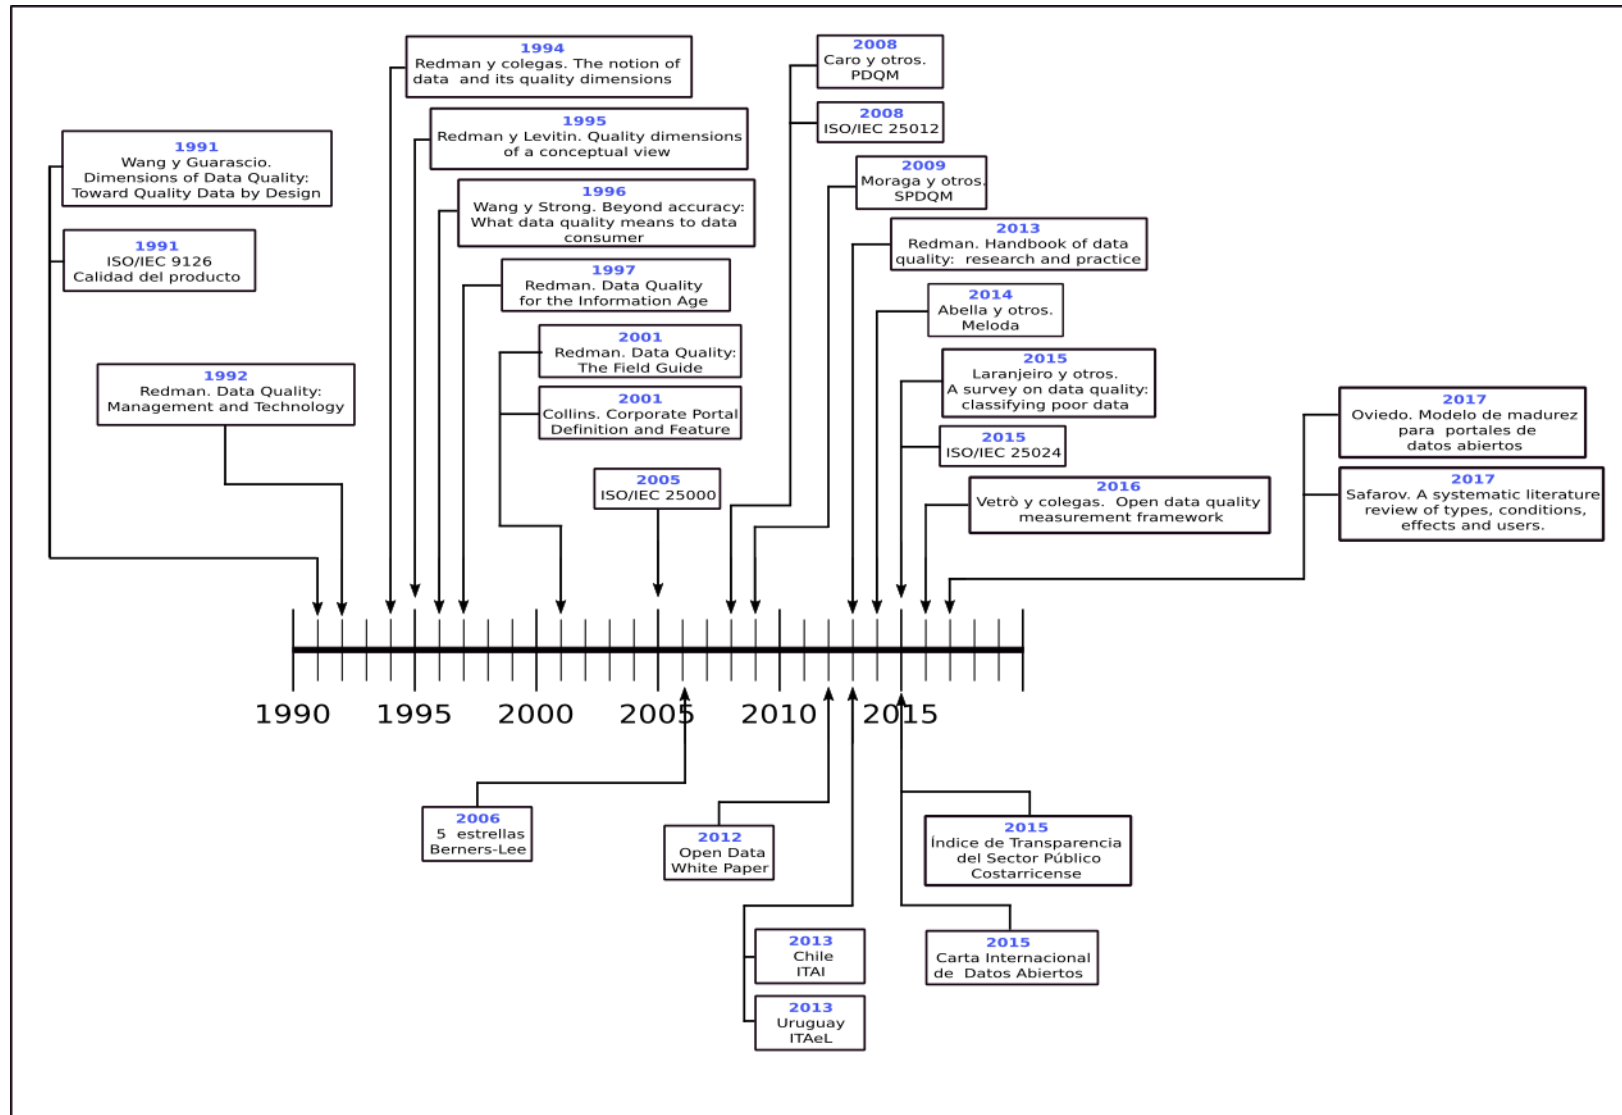 1994
Redman y colegas. The notion of
data and its quality dimensions
1995
Redman y Levitin. Quality dimensions
of a conceptual view
1991
Wang y Guarascio.
Dimensions of Data Quality:
Toward Quality Data by Design
1996
Wang y Strong. Beyond accuracy:
What data quality means to data
consumer
1991
ISO/IEC 9126
Calidad del producto
1997
Redman. Data Quality
for the Information Age
2001
Redman. Data Quality:
The Field Guide
1992
Redman. Data Quality:
Management and Technology
2001
Collins. Corporate Portal
Definition and Feature
2005
ISO/IEC 25000
2008
Caro y otros.
PDQM
2008
ISO/IEC 25012
2009
Moraga y otros.
SPDQM
2013
Redman. Handbook of data
quality: research and practice
2014
Abella y otros.
Meloda
2015
Laranjeiro y otros.
A survey on data quality:
classifying poor data
2015
ISO/IEC 25024
2016
Vetrò y colegas. Open data quality
measurement framework
2017
Oviedo. Modelo de madurez
para portales de
datos abiertos
2017
Safarov. A systematic literature
review of types, conditions,
effects and users.
1990 1995 2000 2005 2010 2015
2006
5 estrellas
Berners-Lee
2012
Open Data
White Paper
2015
Índice de Transparencia
del Sector Público
Costarricense
2013
Chile
ITAI
2015
Carta Internacional
de Datos Abiertos
2013
Uruguay
ITAeL